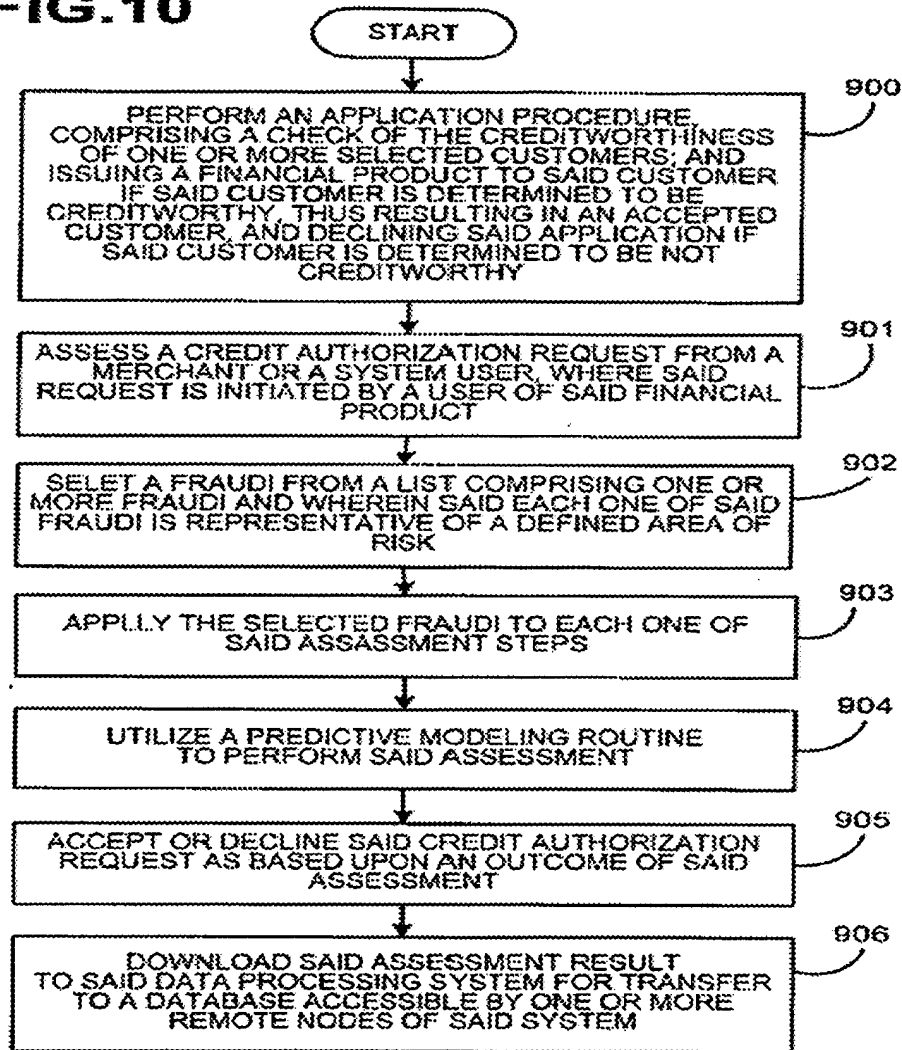 FIG.10
START
900
PERFORM AN APPLICATION PROCEDURE,
COMPRISING A CHECK OF THE CREDITWORTHINESS
OF ONE OR MORE SELECTED CUSTOMERS; AND
ISSUING A FINANCIAL PRODUCT TO SAID CUSTOMER
IF SAID CUSTOMER IS DETERMINED TO BE
CREDITWORTHY, THUS RESULTING IN AN ACCEPTED
CUSTOMER, AND DECLINING SAID APPLICATION IF
SAID CUSTOMER IS DETERMINED TO BE NOT
CREDITWORTHY
901
ASSESS A CREDIT AUTHORIZATION REQUEST FROM A
MERCHANT OR A SYSTEM USER, WHERE SAID
REQUEST IS INITIATED BY A USER OF SAID FINANCIAL
PRODUCT
902
SELET A FRAUDI FROM A LIST COMPRISING ONE OR
MORE FRAUDI AND WHEREIN SAID EACH ONE OF SAID
FRAUDI IS REPRESENTATIVE OF A DEFINED AREA OF
RISK
903
APPLLY THE SELECTED FRAUDI TO EACH ONE OF
SAID ASSASSMENT STEPS
904
UTILIZE A PREDICTIVE MODELING ROUTINE
TO PERFORM SAID ASSESSMENT
905
ACCEPT OR DECLINE SAID CREDIT AUTHORIZATION
REQUEST AS BASED UPON AN OUTCOME OF SAID
ASSESSMENT
906
DOWNLOAD SAID ASSESSMENT RESULT
TO SAID DATA PROCESSING SYSTEM FOR TRANSFER
TO A DATABASE ACCESSIBLE BY ONE OR MORE
REMOTE NODES OF SAID SYSTEM